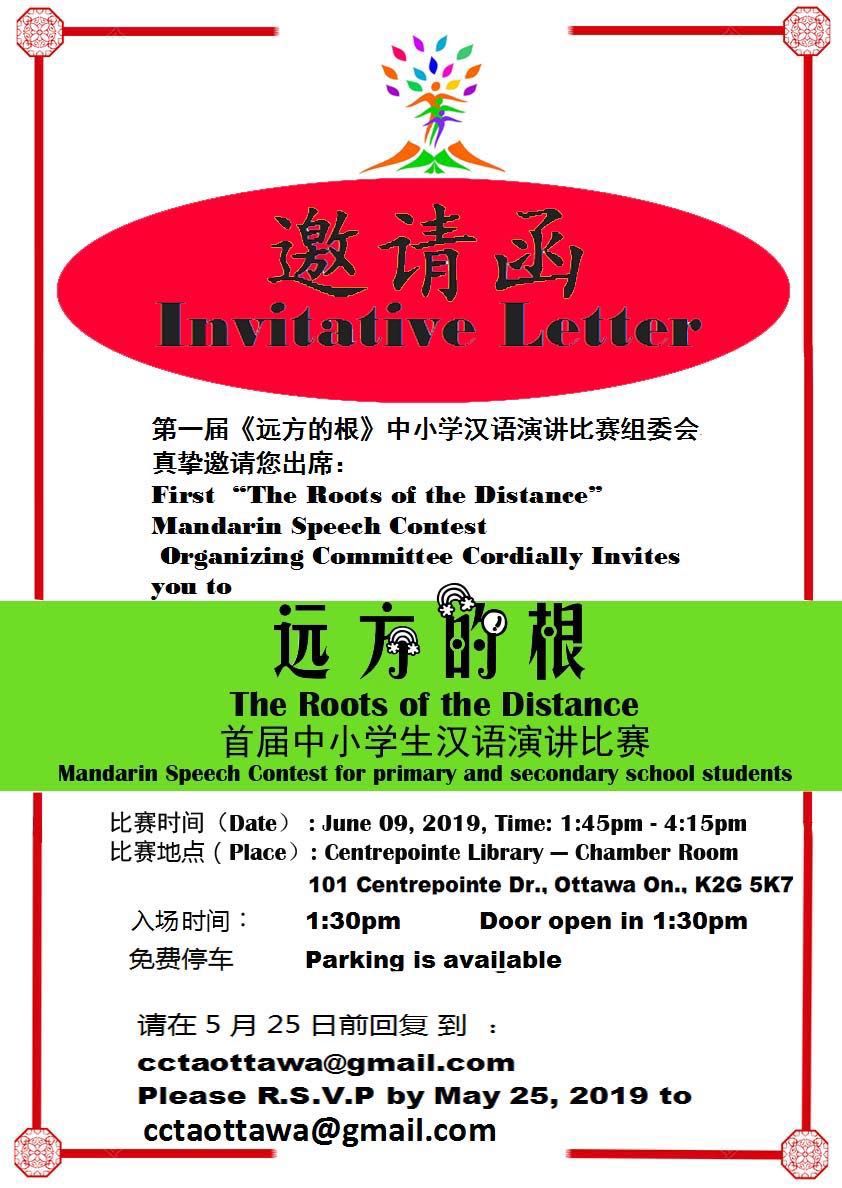 邀请函
Invitative Letter
第一届《远方的根》中小学汉语演讲比赛组委会
真挚邀请您出席：
First “The Roots of the Distance”
Mandarin Speech Contest
Organizing Committee Cordially Invites
you to
远方的根
The Roots of the Distance
首届中小学生汉语演讲比赛
Mandarin Speech Contest for primary and secondary school students
比赛时间（Date）: June 09, 2019, Time: 1:45pm - 4:15pm
比赛地点（Place）: Centrepointe Library — Chamber Room
101 Centrepointe Dr., Ottawa On., K2G 5K7
入场时间： 1:30pm Door open in 1:30pm
免费停车 Parking is available
请在 5 月 25 日前回复 到 ：
cctaottawa@gmail.com
Please R.S.V.P by May 25, 2019 to
cctaottawa@gmail.com